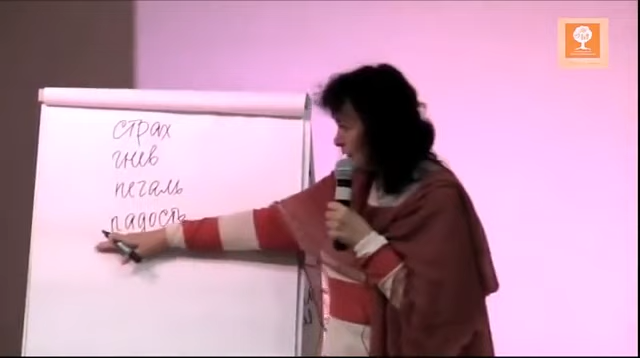 страх
гнев
печаль
радость